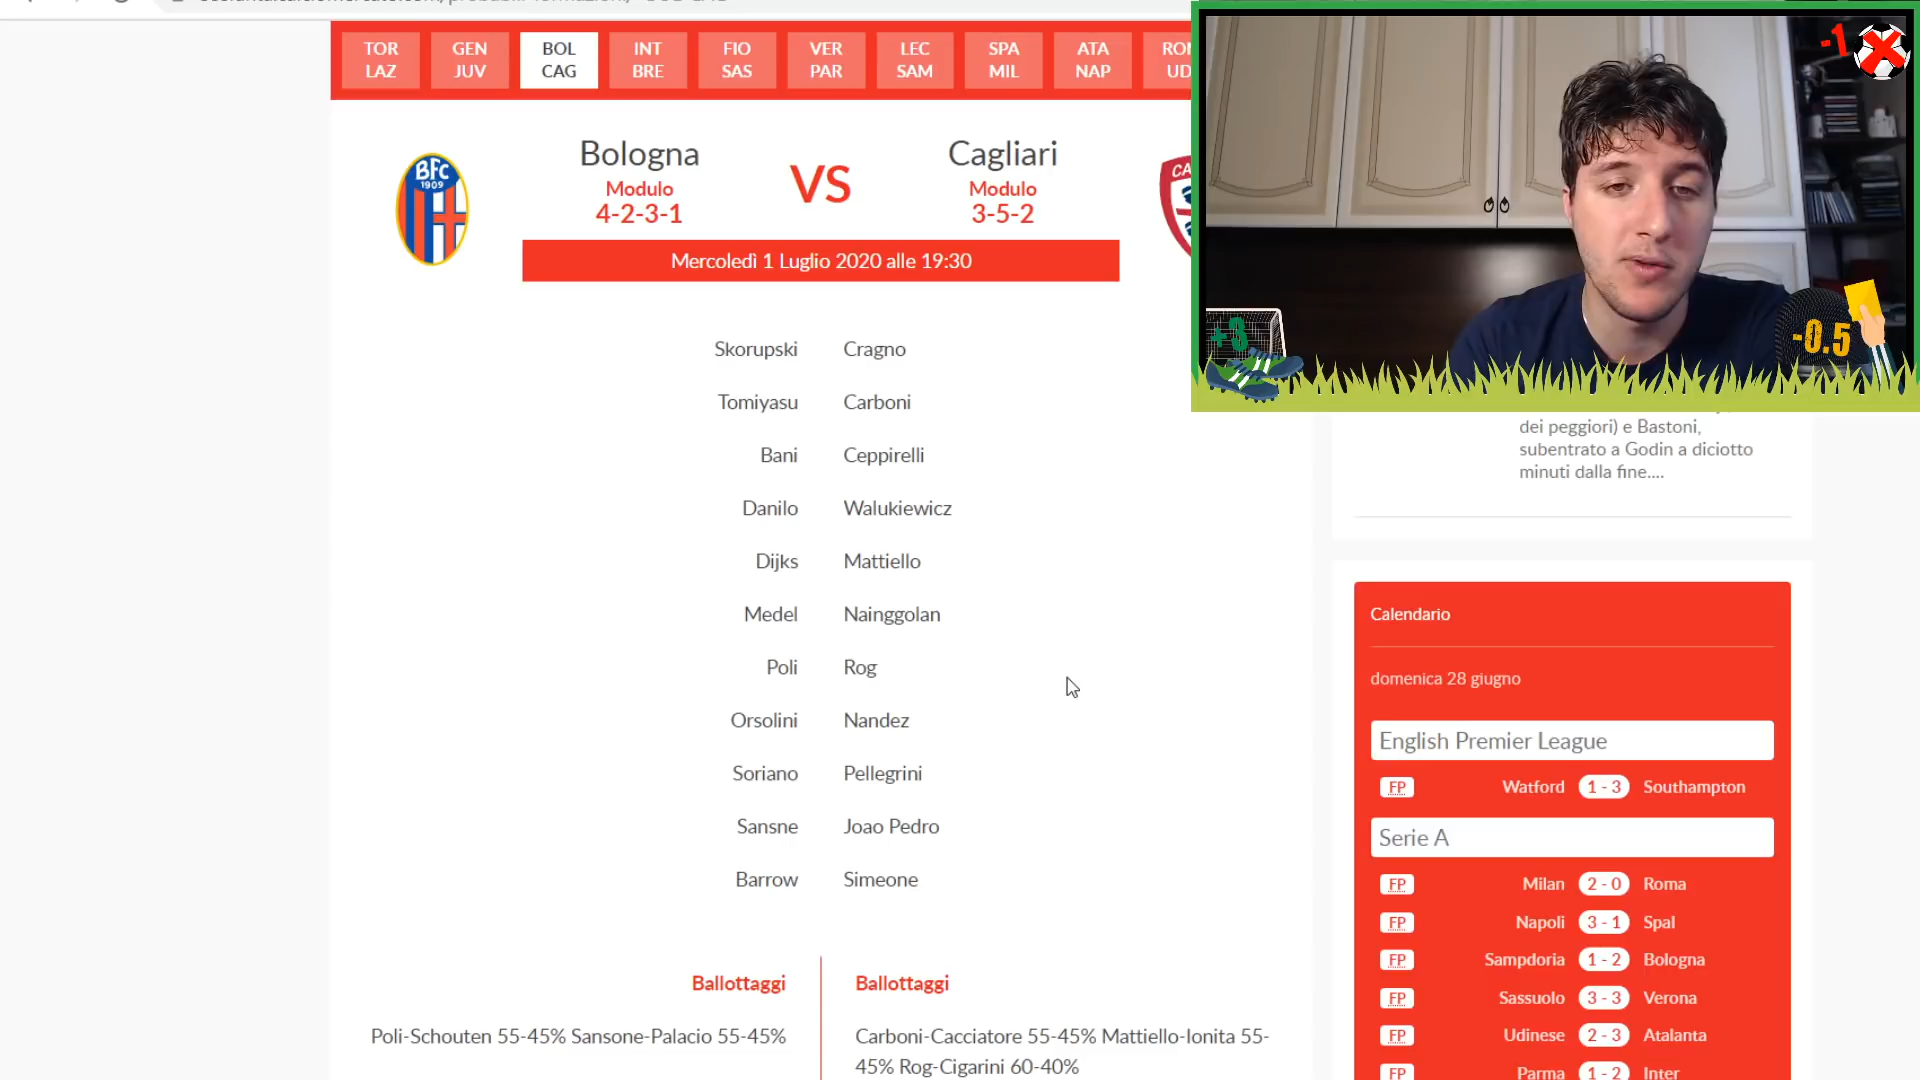 TOR
LAZ
GEN
JUV
BOL
CAG
INT
BRE
FIO
SAS
VER
PAR
LEC
SAM
SPA
MIL
ATA
NAP
-1
Bologna
Modulo
4-2-3-1
VS
Cagliari
Modulo
3-5-2
BFC
1909
CA
Mercoledì 1 Luglio 2020 alle 19:30
+3
-0.5
Skorupski Cragno
Tomiyasu Carboni
Bani Ceppirelli
Danilo Walukiewicz
Dijks Mattiello
Medel Nainggolan
Poli Rog
Orsolini Nandez
Soriano Pellegrini
Sansne Joao Pedro
Barrow Simeone
Ballottaggi
Poli-Schouten 55-45% Sansone-Palacio 55-45%
Ballottaggi
Carboni-Cacciatore 55-45% Mattiello-Ionita 55-
45% Rog-Cigarini 60-40%
dei peggiori) e Bastoni,
subentrato a Godin a diciotto
minuti dalla fine....
Calendario
domenica 28 giugno
English Premier League
FP Watford 1 - 3 Southampton
Serie A
FP Milan 2 - 0 Roma
FP Napoli 3 - 1 Spal
FP Sampdoria 1 - 2 Bologna
FP Sassuolo 3 - 3 Verona
FP Udinese 2 - 3 Atalanta
FP Parma 1 - 2 Inter